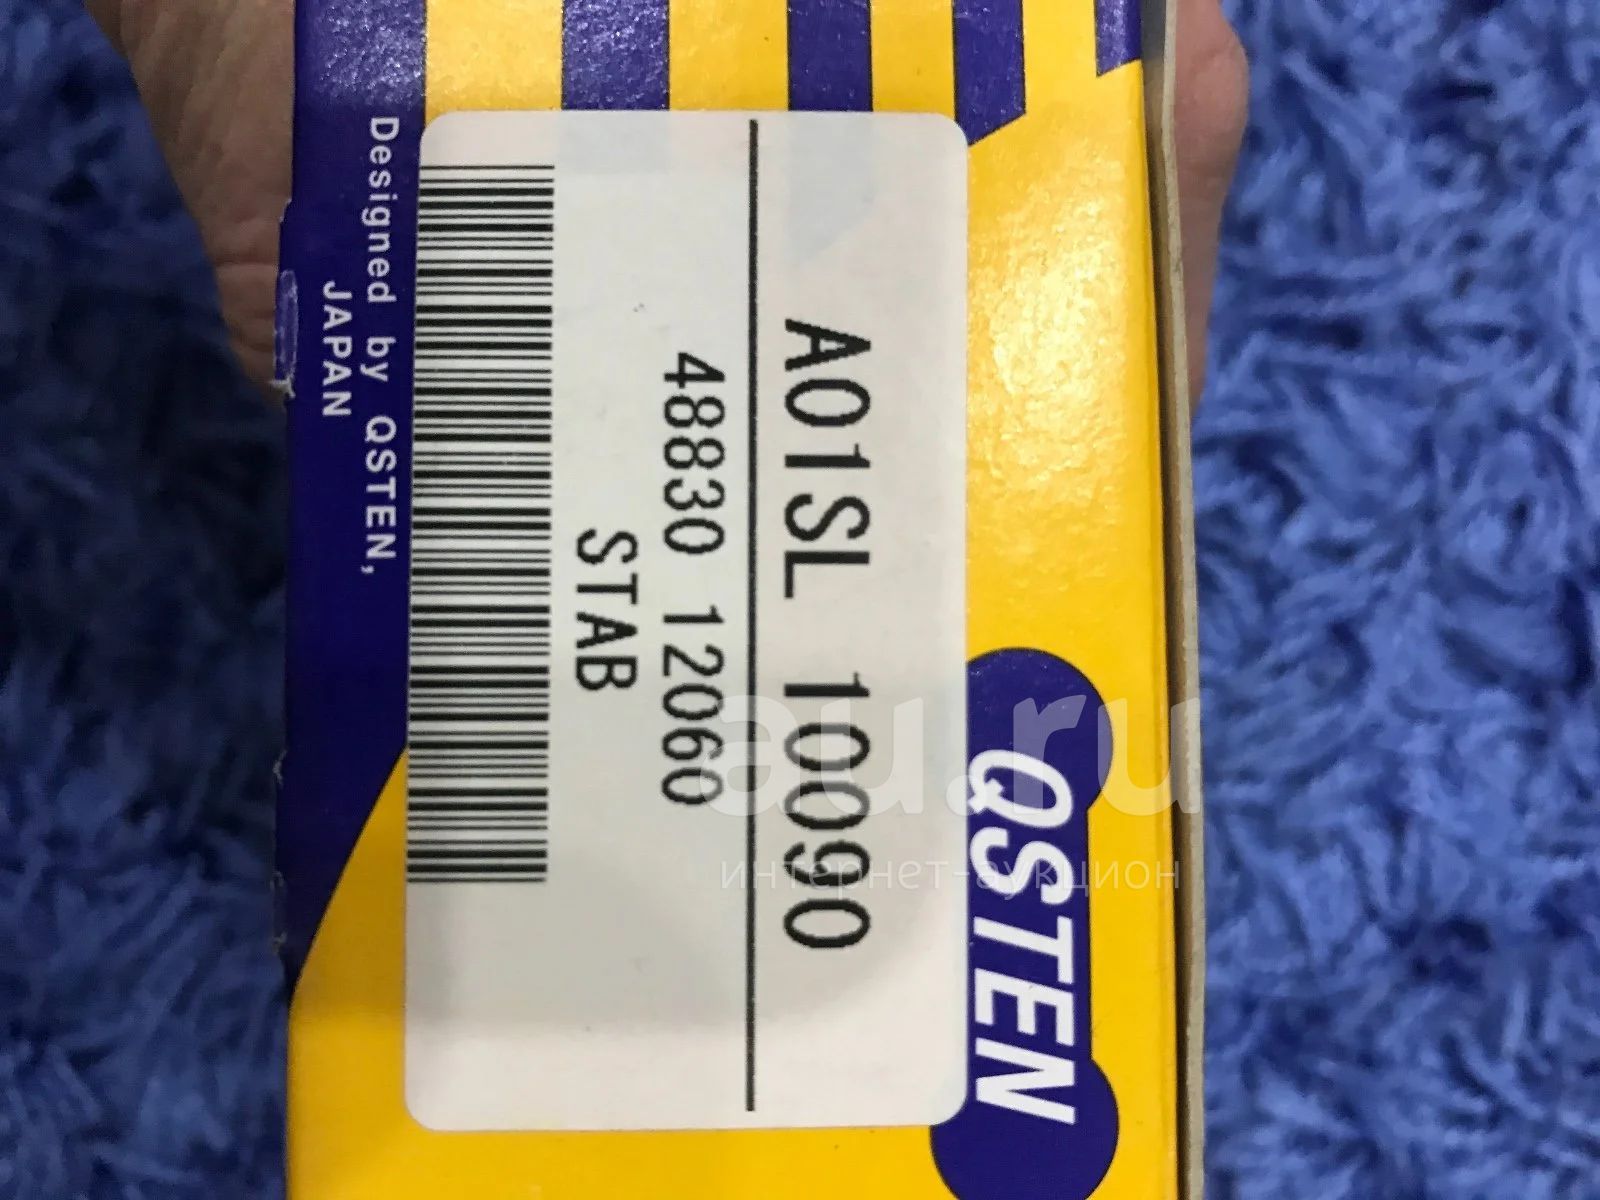 QSTEN
A01SL 10090
48830 12060
STAB
Designed by QSTEN,
JAPAN
au.ru
интернет-аукцион